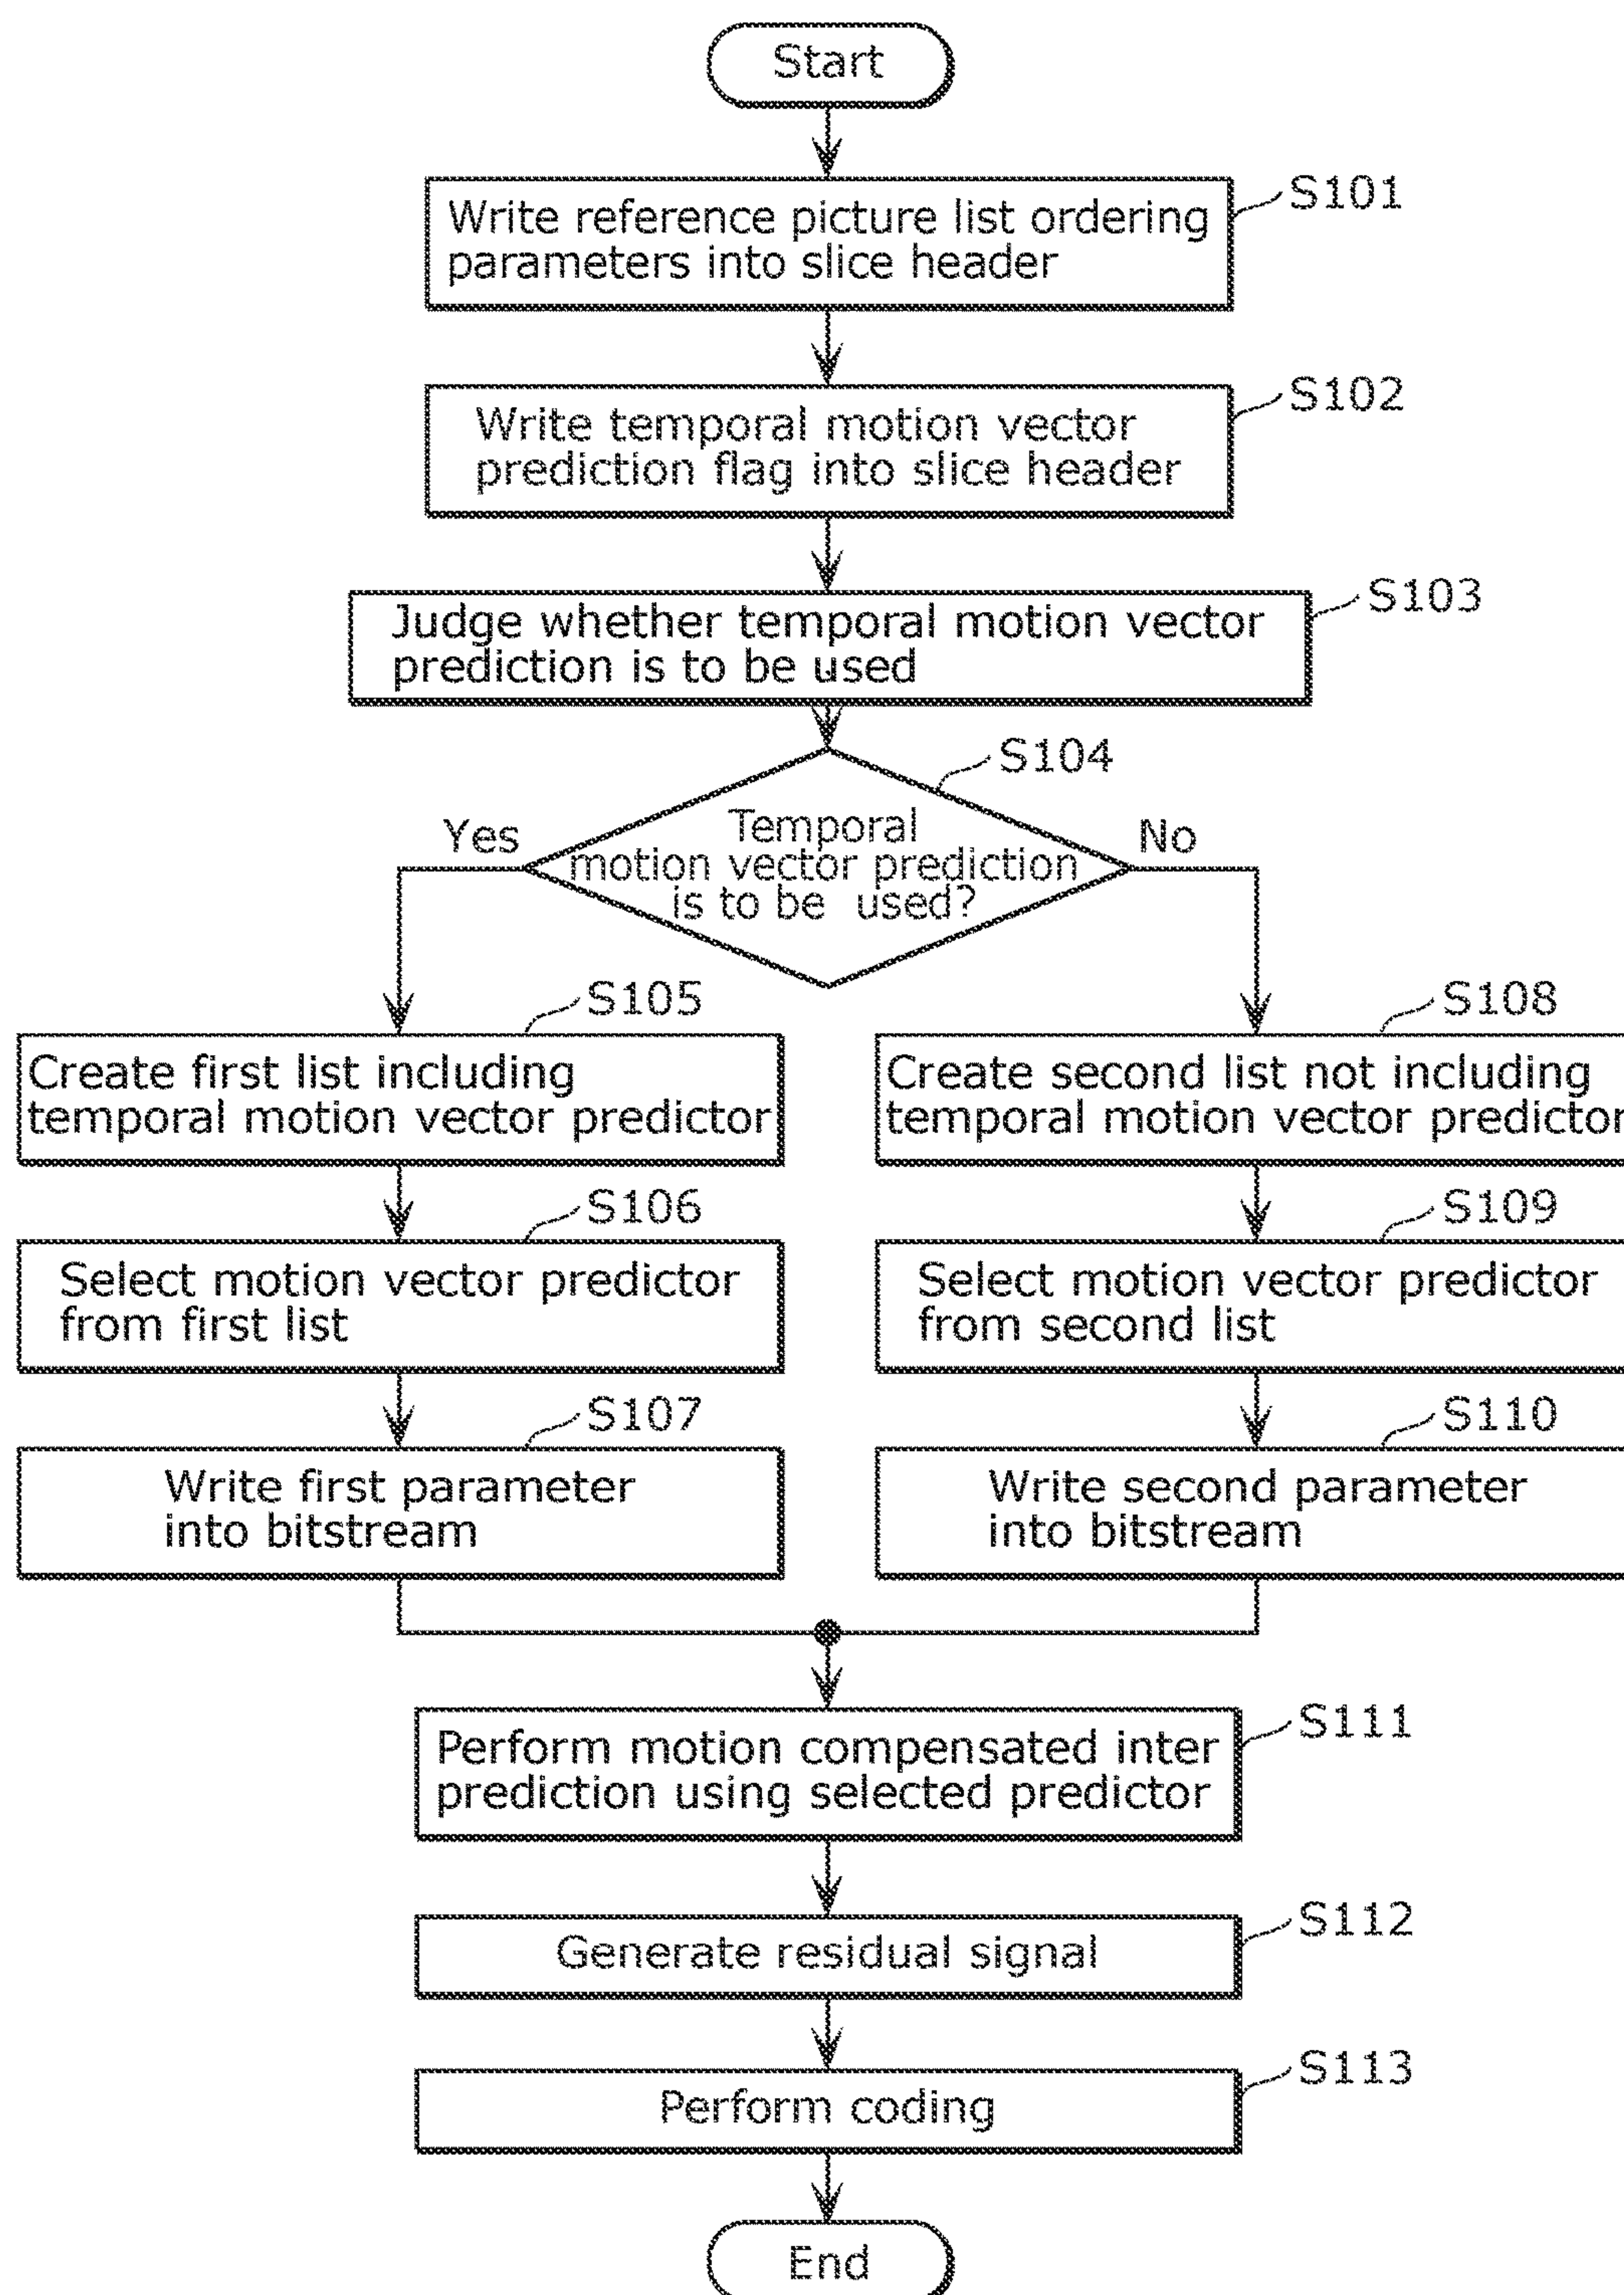 Start
S101
Write reference picture list ordering
parameters into slice header
S102
Write temporal motion vector
prediction flag into slice header
S103
Judge whether temporal motion vector
prediction is to be used
S104
Yes
Temporal
motion vector prediction
is to be used?
No
S105
Create first list including
temporal motion vector predictor
S108
Create second list not including
temporal motion vector predictor
S106
Select motion vector predictor
from first list
S109
Select motion vector predictor
from second list
S107
Write first parameter
into bitstream
S110
Write second parameter
into bitstream
S111
Perform motion compensated inter
prediction using selected predictor
S112
Generate residual signal
S113
Perform coding
End